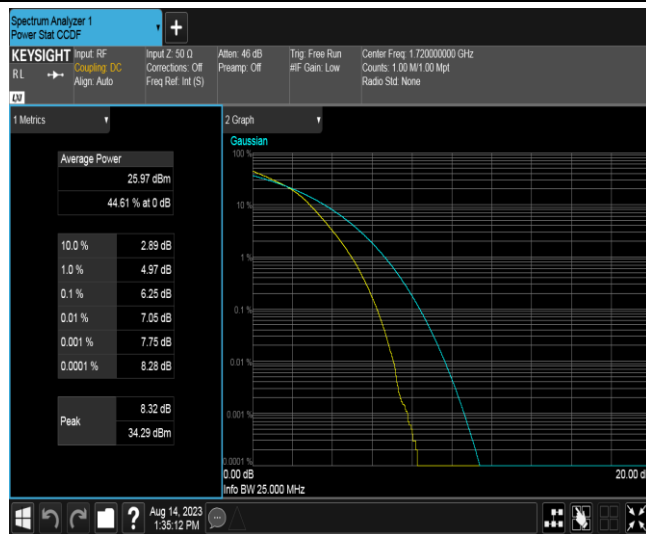 Spectrum Analyzer 1
Power Stat CCDF
+
KEYSIGHT
RL
LXI
Input: RF
Coupling: DC
Align: Auto
Input Z: 50 Ω
Corrections: Off
Freq Ref: Int (S)
Atten: 46 dB
Preamp: Off
Trig: Free Run
#IF Gain: Low
Center Freq: 1.720000000 GHz
Counts: 1.00 M/1.00 Mpt
Radio Std: None
1 Metrics
Average Power
25.97 dBm
44.61 % at 0 dB
10.0 % 2.89 dB
1.0 % 4.97 dB
0.1 % 6.25 dB
0.01 % 7.05 dB
0.001 % 7.75 dB
0.0001 % 8.28 dB
Peak
8.32 dB
34.29 dBm
2 Graph
Gaussian
100 %
10 %
1 %
0.1 %
0.01 %
0.001 %
0.0001 %
0.00 dB
20.00 d
Info BW 25.000 MHz
?
Aug 14, 2023
1:35:12 PM